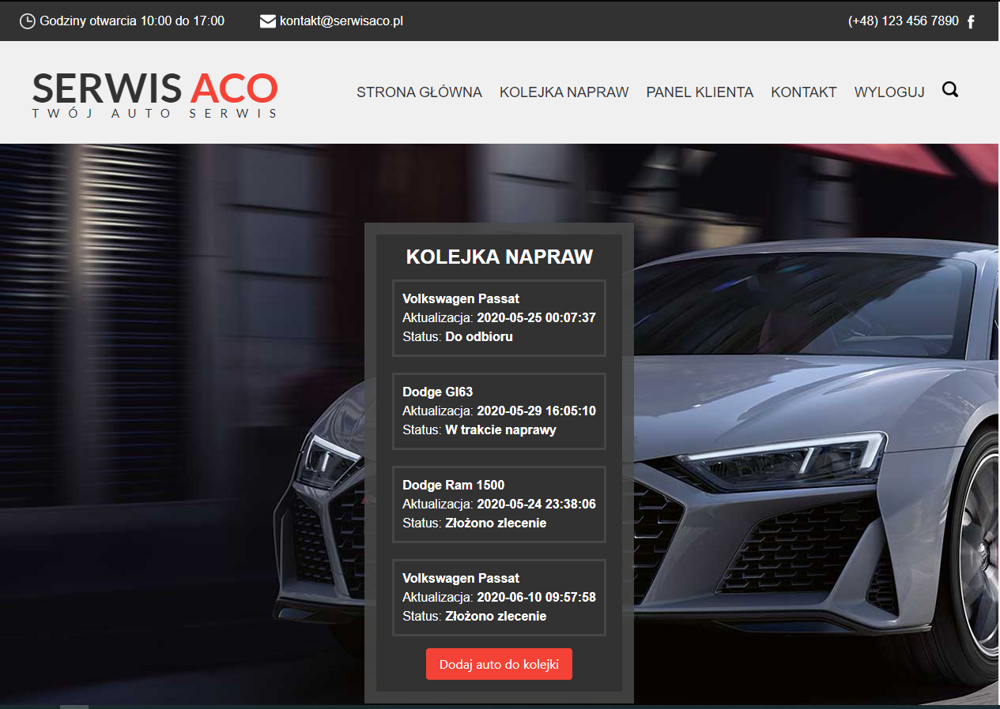 Godziny otwarcia 10:00 do 17:00
kontakt@serwisaco.pl
(+48) 123 456 7890
SERWIS ACO
TWÓJ AUTO SERWIS
STRONA GŁÓWNA
KOLEJKA NAPRAW
PANEL KLIENTA
KONTAKT
WYLOGUJ
KOLEJKA NAPRAW
Volkswagen Passat
Aktualizacja: 2020-05-25 00:07:37
Status: Do odbioru
Dodge Gl63
Aktualizacja: 2020-05-29 16:05:10
Status: W trakcie naprawy
Dodge Ram 1500
Aktualizacja: 2020-05-24 23:38:06
Status: Złożono zlecenie
Volkswagen Passat
Aktualizacja: 2020-06-10 09:57:58
Status: Złożono zlecenie
Dodaj auto do kolejki